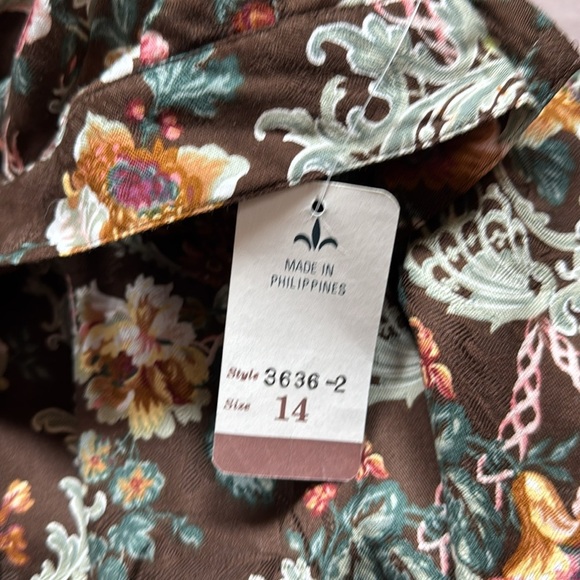 MADE IN
PHILIPPINES
Style 3636-2
Size 14